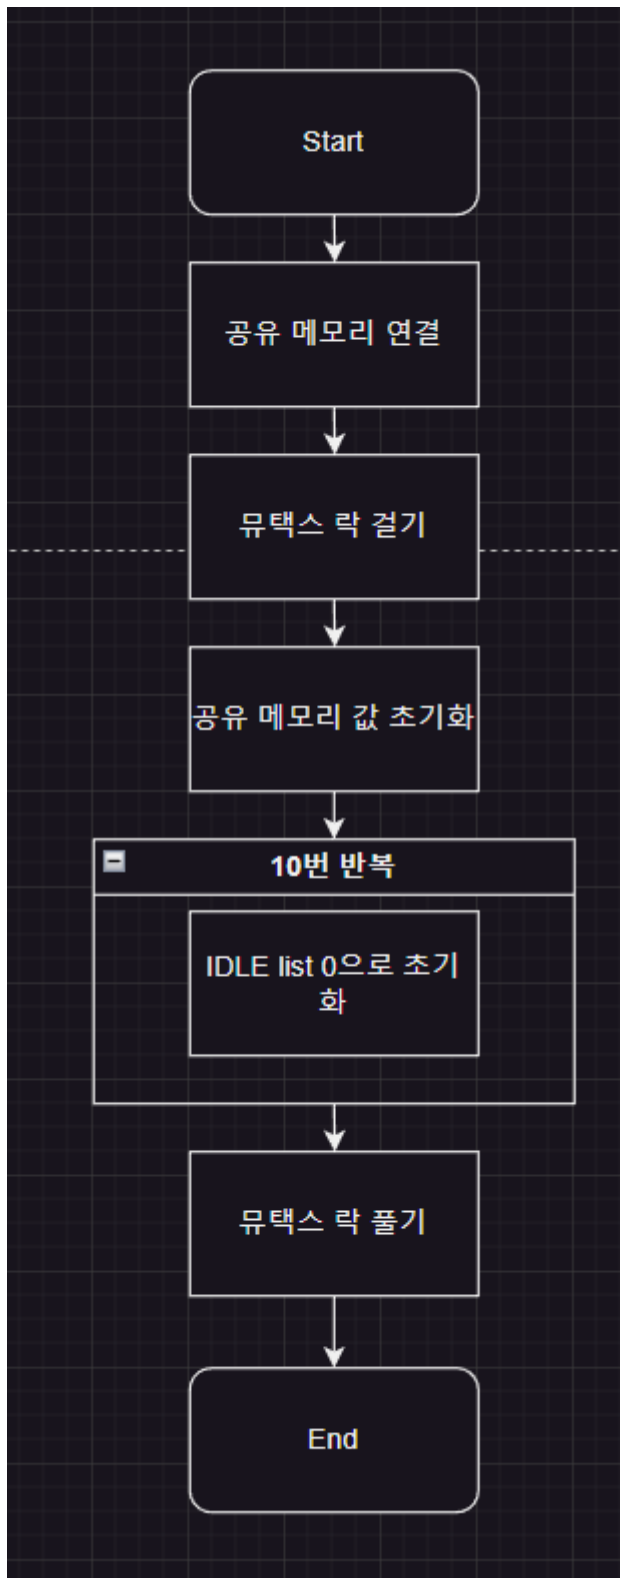 Start
공유 메모리 연결
뮤택스 락 걸기
공유 메모리 값 초기화
10번 반복
IDLE list 0으로 초기
화
뮤택스 락 풀기
End